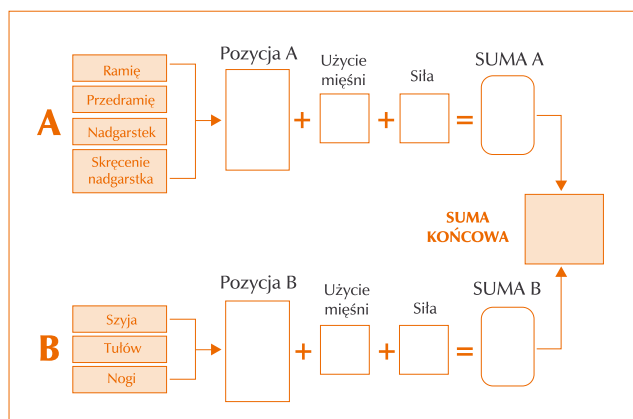 A
Ramię
Przedramię
Nadgarstek
Skręcenie
nadgarstka
Pozycja A
+
Użycie
mięśni
+
Siła
=
SUMA A
SUMA
KOŃCOWA
B
Szyja
Tułów
Nogi
Pozycja B
+
Użycie
mięśni
+
Siła
=
SUMA B